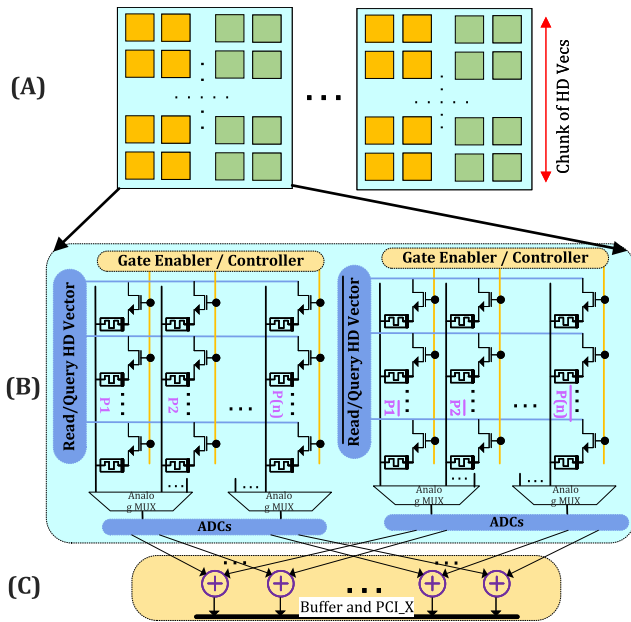 (A)
Chunk of HD Vecs
(B)
Gate Enabler / Controller
Read/Query HD Vector
P1
P2
P(n)
Analo
g MUX
Analo
g MUX
ADCs
Gate Enabler / Controller
Read/Query HD Vector
P1
P2
P(n)
Analo
g MUX
Analo
g MUX
ADCs
(C)
Buffer and PCI_X